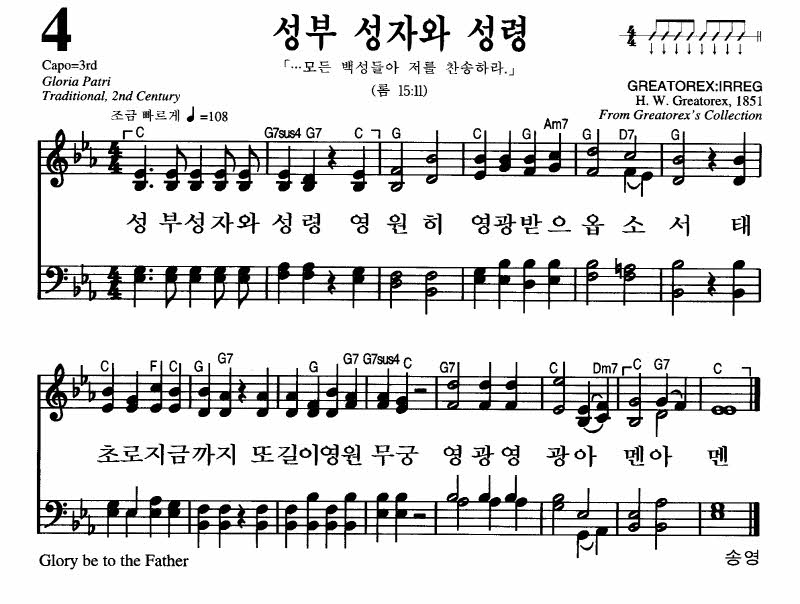 4
성부 성자와 성령
Capo=3rd
Gloria Patri
Traditional, 2nd Century
「…모든 백성들아 저를 찬송하라.」
(롬 15:11)
GREATOREX:IRREG
H. W. Greatorex, 1851
From Greatorex's Collection
조금 빠르게 ♩=108
C G7sus4 G7 C G C Am7 G D7 G
성 부성자와 성령 영 원 히 영광받으 옵 소 서 태
C F C G G7 G G7 G7sus4 C G7 C Dm7 C G7 C
초로지금까지 또길이영원 무궁 영광영 광아 멘아 멘
Glory be to the Father
송영